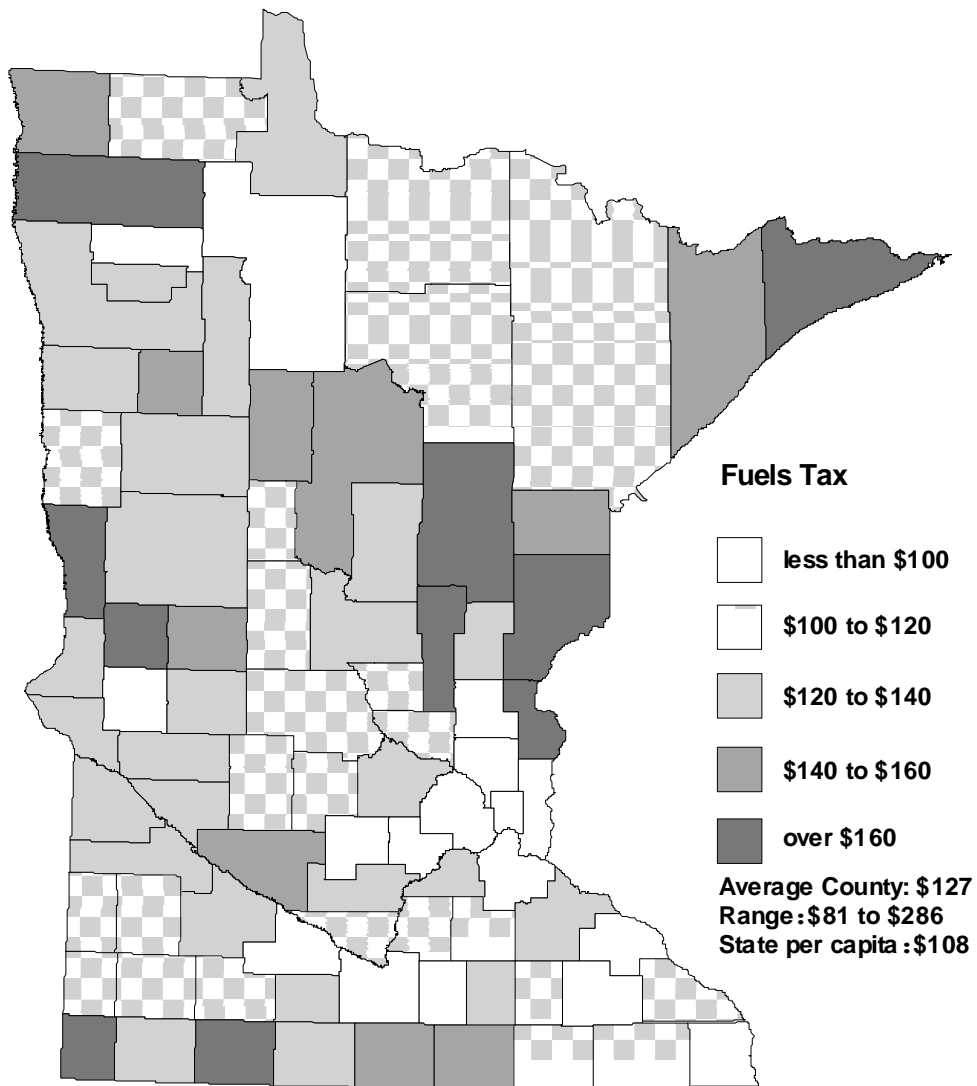 Fuels Tax
less than $100
$100 to $120
$120 to $140
$140 to $160
over $160
Average County: $127
Range: $81 to $286
State per capita: $108